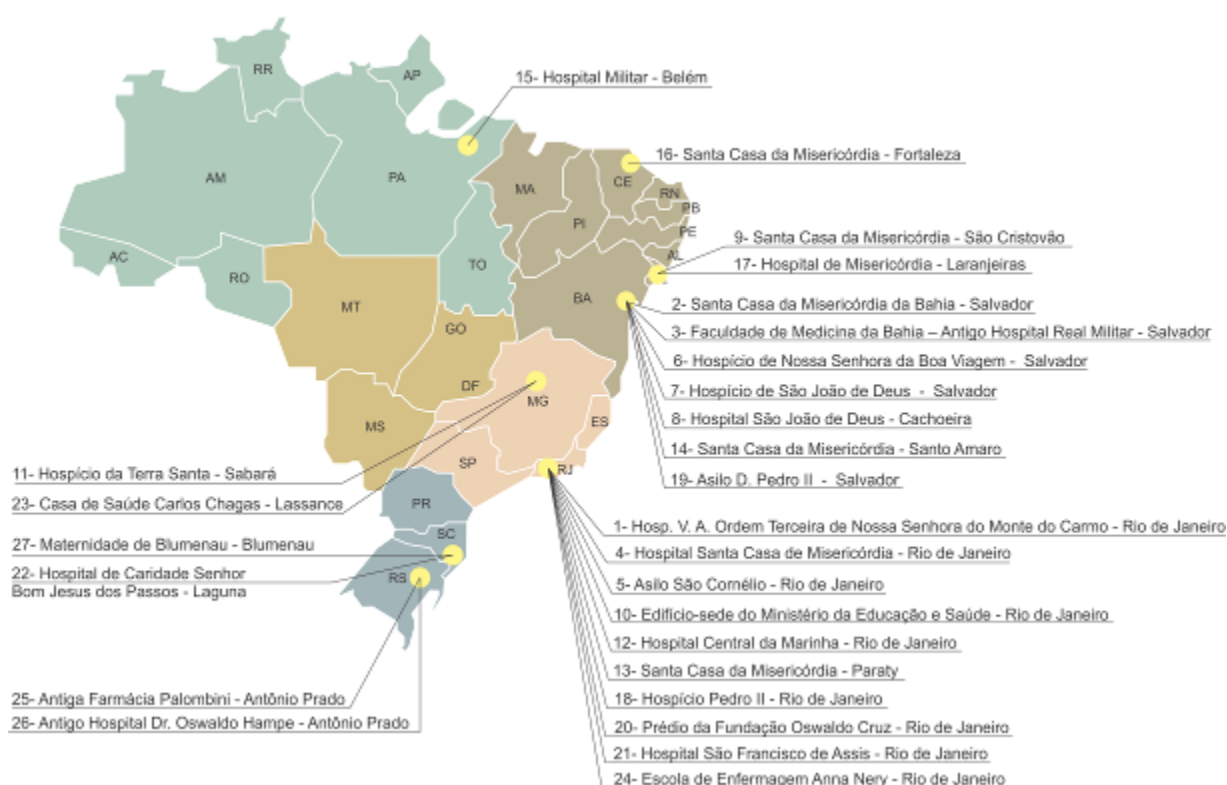 RR
AP
15- Hospital Militar - Belém
16- Santa Casa da Misericórdia - Fortaleza
AM
PA
MA
CE
RN
PB
PI
PE
9- Santa Casa da Misericórdia - São Cristovão
AL
17- Hospital de Misericórdia - Laranjeiras
AC
RO
TO
MT
BA
2- Santa Casa da Misericórdia da Bahia - Salvador
GO
3- Faculdade de Medicina da Bahia – Antigo Hospital Real Militar - Salvador
6- Hospício de Nossa Senhora da Boa Viagem - Salvador
DF
7- Hospício de São João de Deus - Salvador
MG
8- Hospital São João de Deus - Cachoeira
MS
ES
14- Santa Casa da Misericórdia - Santo Amaro
SP
RJ
19- Asilo D. Pedro II - Salvador
11- Hospício da Terra Santa - Sabará
23- Casa de Saúde Carlos Chagas - Lassance
PR
1- Hosp. V. A. Ordem Terceira de Nossa Senhora do Monte do Carmo - Rio de Janeiro
SC
27- Maternidade de Blumenau - Blumenau
4- Hospital Santa Casa de Misericórdia - Rio de Janeiro
22- Hospital de Caridade Senhor
Bom Jesus dos Passos - Laguna
RS
5- Asilo São Cornélio - Rio de Janeiro
10- Edifício-sede do Ministério da Educação e Saúde - Rio de Janeiro
12- Hospital Central da Marinha - Rio de Janeiro
13- Santa Casa da Misericórdia - Paraty
25- Antiga Farmácia Palombini - Antônio Prado
18- Hospício Pedro II - Rio de Janeiro
26- Antigo Hospital Dr. Oswaldo Hampe - Antônio Prado
20- Prédio da Fundação Oswaldo Cruz - Rio de Janeiro
21- Hospital São Francisco de Assis - Rio de Janeiro
24- Escola de Enfermagem Anna Nery - Rio de Janeiro